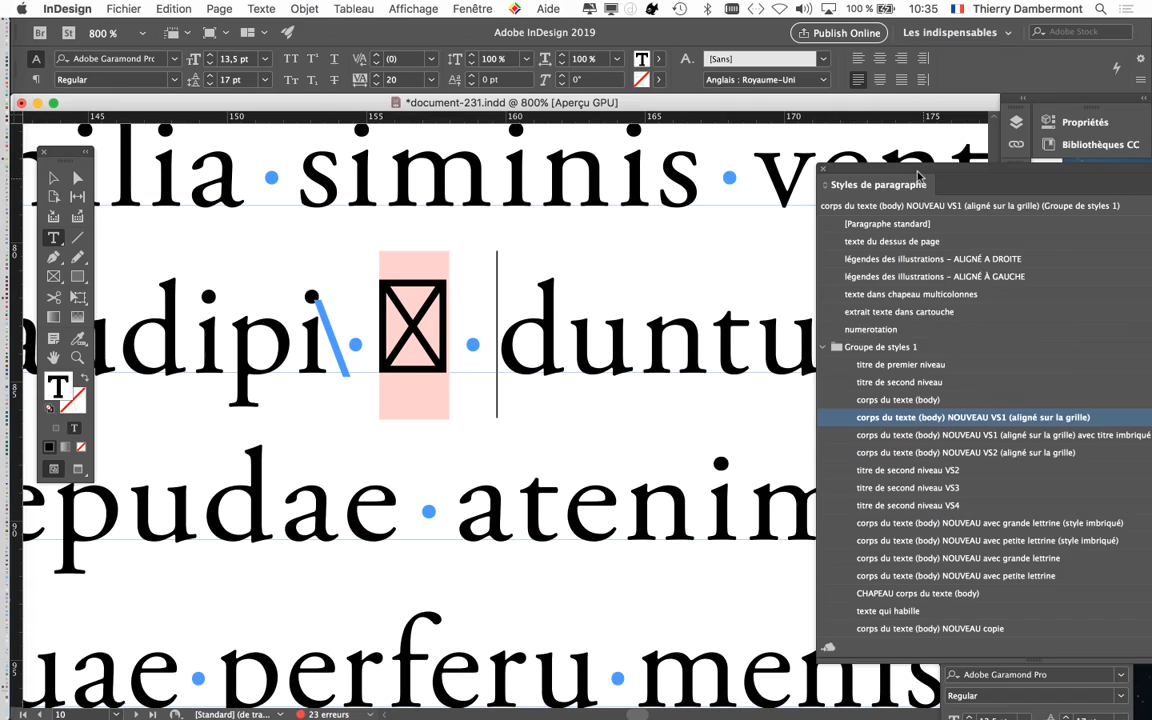 InDesign Fichier Edition Page Texte Objet Tableau Affichage Fenêtre Aide 100 % 10:35 Thierry Dambermont
Br St 800 % Adobe InDesign 2019 Publish Online Les indispensables Adobe Stock
A Adobe Garamond Pro 13,5 pt (0) 100 % 100 % A. [Sans]
Regular 17 pt 20 0 pt 0° Anglais : Royaume-Uni
*document-231.indd @ 800% [Aperçu GPU]
145 150 155 160 165 170 175
Propriétés
Bibliothèques CC
ilia siminis vent
Styles de paragraphe
corps du texte (body) NOUVEAU VS1 (aligné sur la grille) (Groupe de styles 1)
[Paragraphe standard]
texte du dessus de page
légendes des illustrations - ALIGNÉ A DROITE
légendes des illustrations - ALIGNÉ À GAUCHE
texte dans chapeau multicolonnes
extrait texte dans cartouche
numerotation
Groupe de styles 1
titre de premier niveau
titre de second niveau
corps du texte (body)
corps du texte (body) NOUVEAU VS1 (aligné sur la grille)
corps du texte (body) NOUVEAU VS1 (aligné sur la grille) avec titre imbriqué
corps du texte (body) NOUVEAU VS2 (aligné sur la grille)
titre de second niveau VS2
titre de second niveau VS3
titre de second niveau VS4
corps du texte (body) NOUVEAU avec grande lettrine (style imbriqué)
corps du texte (body) NOUVEAU avec petite lettrine (style imbriqué)
corps du texte (body) NOUVEAU avec grande lettrine
corps du texte (body) NOUVEAU avec petite lettrine
CHAPEAU corps du texte (body)
texte qui habille
corps du texte (body) NOUVEAU copie
audipi duntu
epudae atenim
uae perferu menis
Adobe Garamond Pro
Regular
10 [Standard] (de tra... 23 erreurs